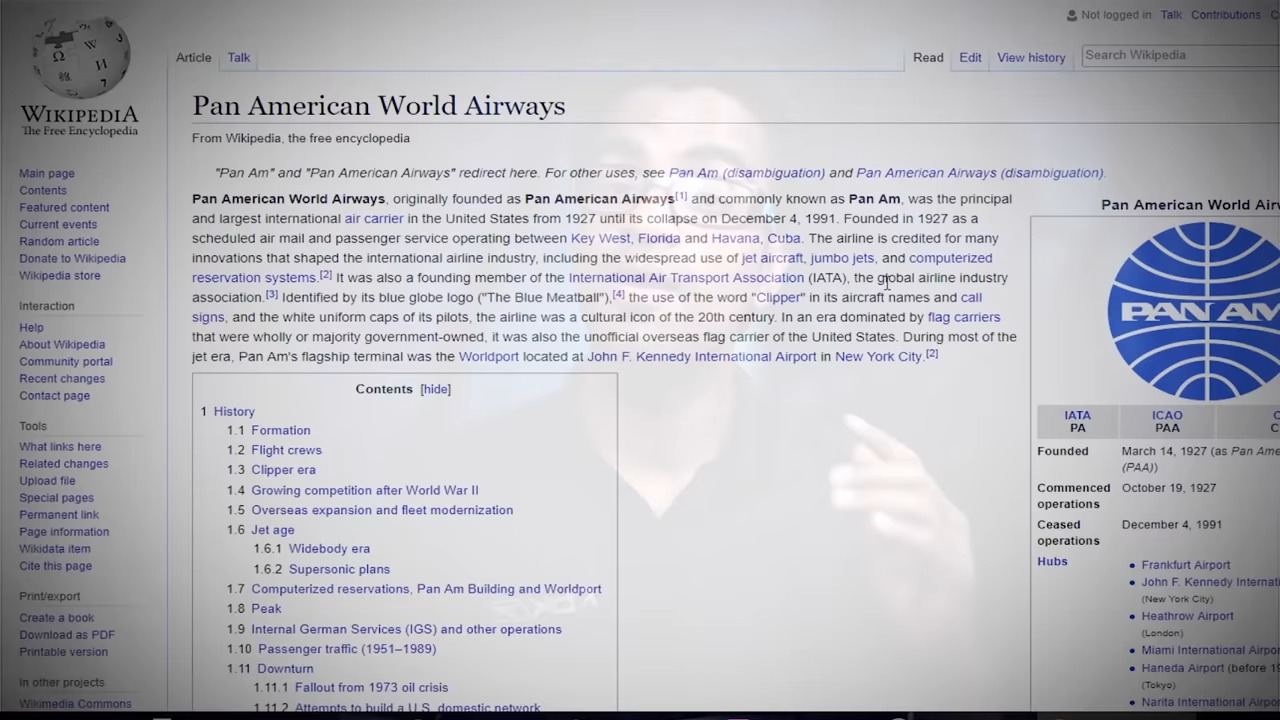 Not logged in Talk Contributions
Article Talk Read Edit View history Search Wikipedia
WIKIPEDIA
The Free Encyclopedia
Main page
Contents
Featured content
Current events
Random article
Donate to Wikipedia
Wikipedia store
Interaction
Help
About Wikipedia
Community portal
Recent changes
Contact page
Tools
What links here
Related changes
Upload file
Special pages
Permanent link
Page information
Wikidata item
Cite this page
Print/export
Create a book
Download as PDF
Printable version
In other projects
Wikimedia Commons
Pan American World Airways
From Wikipedia, the free encyclopedia
"Pan Am" and "Pan American Airways" redirect here. For other uses, see Pan Am (disambiguation) and Pan American Airways (disambiguation).
Pan American World Airways, originally founded as Pan American Airways[1] and commonly known as Pan Am, was the principal
and largest international air carrier in the United States from 1927 until its collapse on December 4, 1991. Founded in 1927 as a
scheduled air mail and passenger service operating between Key West, Florida and Havana, Cuba. The airline is credited for many
innovations that shaped the international airline industry, including the widespread use of jet aircraft, jumbo jets, and computerized
reservation systems.[2] It was also a founding member of the International Air Transport Association (IATA), the global airline industry
association.[3] Identified by its blue globe logo ("The Blue Meatball"),[4] the use of the word "Clipper" in its aircraft names and call
signs, and the white uniform caps of its pilots, the airline was a cultural icon of the 20th century. In an era dominated by flag carriers
that were wholly or majority government-owned, it was also the unofficial overseas flag carrier of the United States. During most of the
jet era, Pan Am's flagship terminal was the Worldport located at John F. Kennedy International Airport in New York City.[2]
Contents [hide]
1 History
1.1 Formation
1.2 Flight crews
1.3 Clipper era
1.4 Growing competition after World War II
1.5 Overseas expansion and fleet modernization
1.6 Jet age
1.6.1 Widebody era
1.6.2 Supersonic plans
1.7 Computerized reservations, Pan Am Building and Worldport
1.8 Peak
1.9 Internal German Services (IGS) and other operations
1.10 Passenger traffic (1951–1989)
1.11 Downturn
1.11.1 Fallout from 1973 oil crisis
1.11.2 Attempts to build a U.S. domestic network
Pan American World Air
PAN AM
IATA ICAO
PA PAA
Founded March 14, 1927 (as Pan Ame
(PAA))
Commenced operations October 19, 1927
Ceased operations December 4, 1991
Hubs
Frankfurt Airport
John F. Kennedy Internati
(New York City)
Heathrow Airport
(London)
Miami International Airpor
Haneda Airport (before 19
(Tokyo)
Narita International Airpo